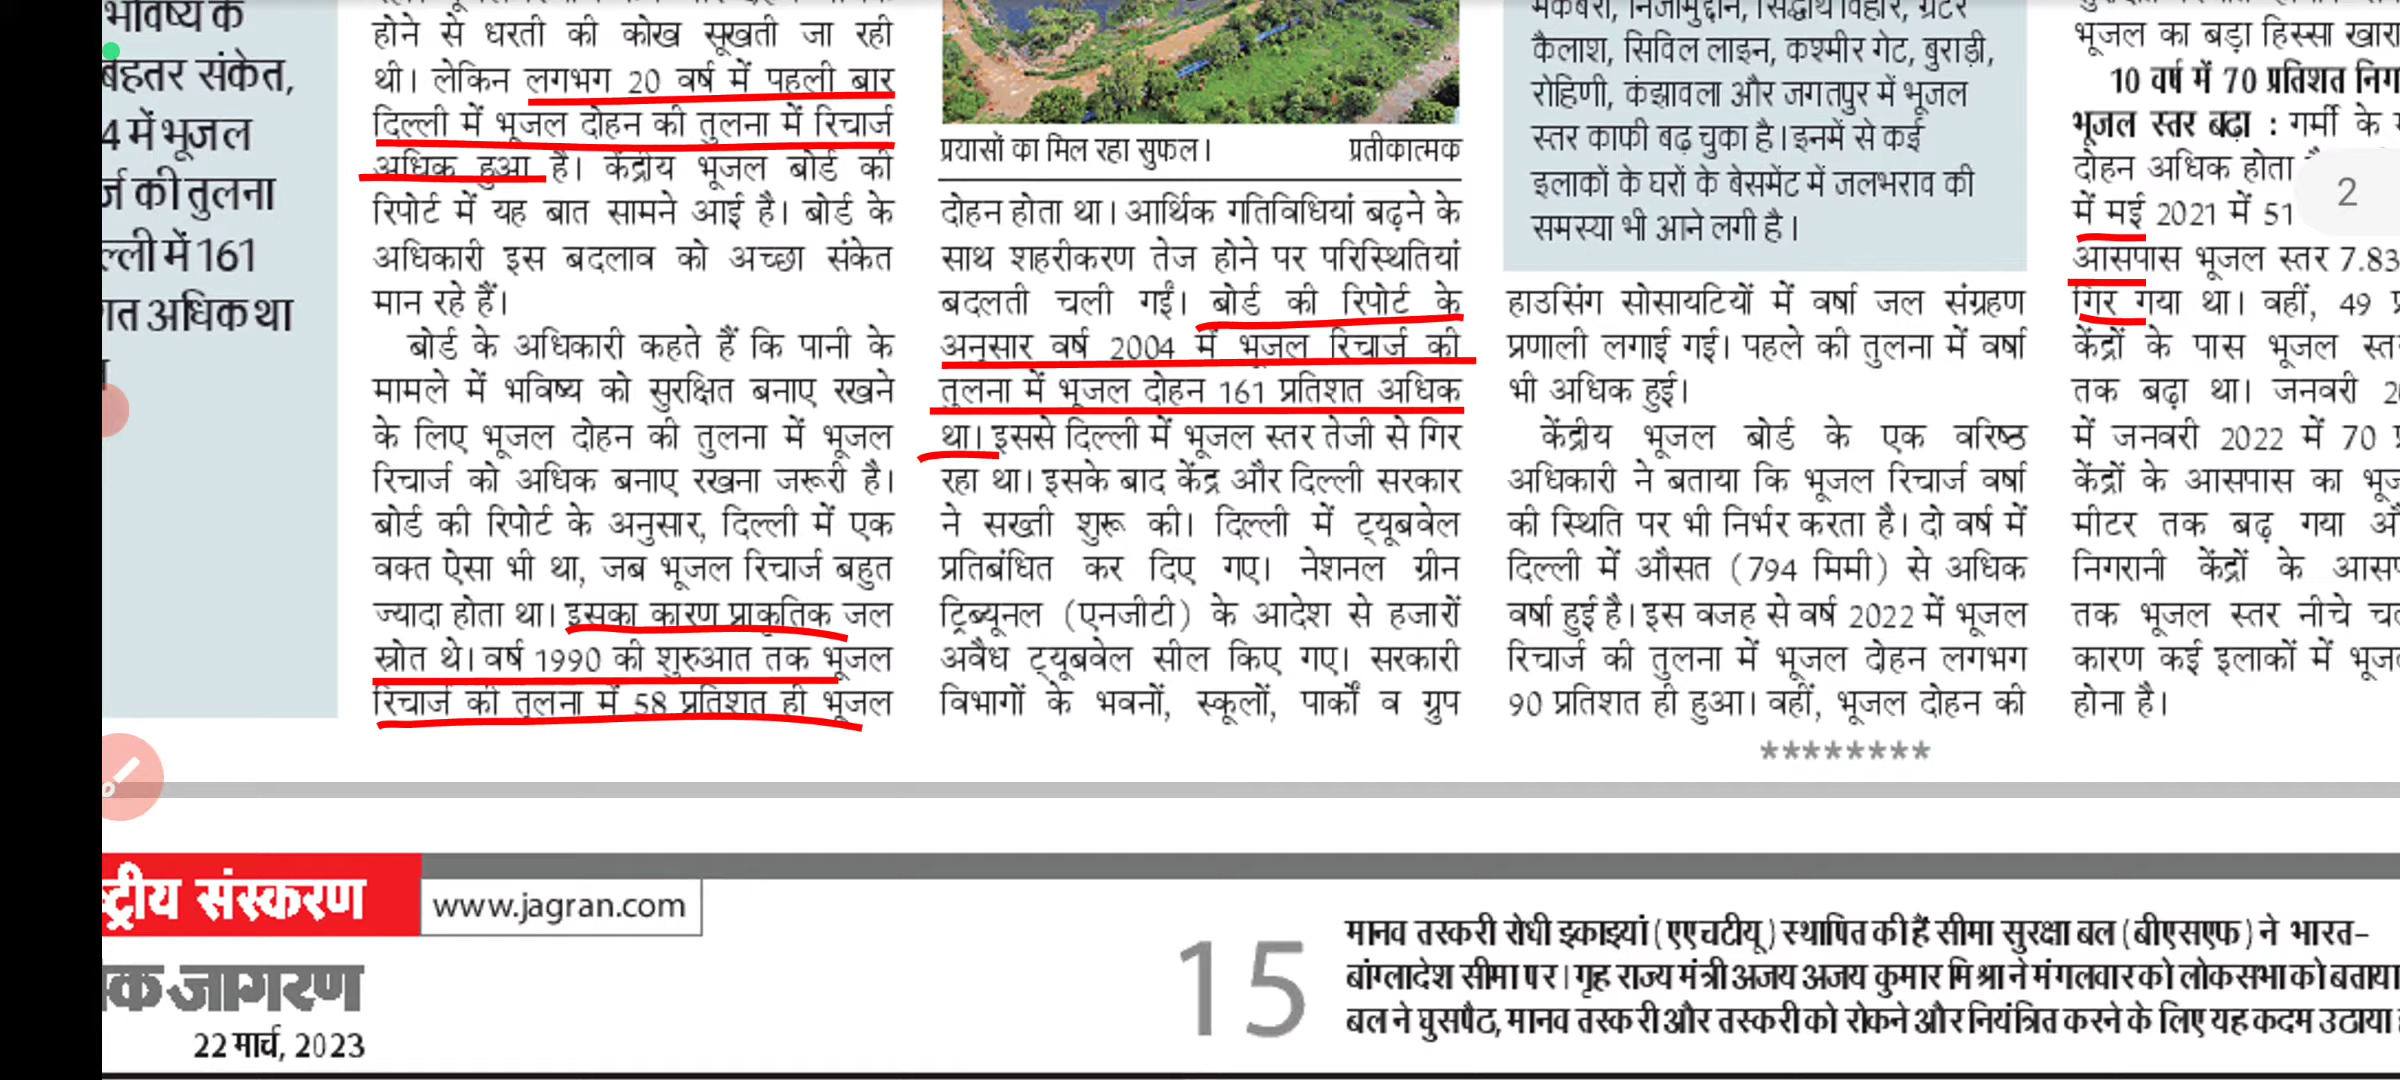 भविष्य के
बेहतर संकेत,
4 में भूजल
र्ज की तुलना
ल्ली में 161
शत अधिक था
होने से धरती की कोख सूखती जा रही
थी। लेकिन लगभग 20 वर्ष में पहली बार
दिल्ली में भूजल दोहन की तुलना में रिचार्ज
अधिक हुआ है। केंद्रीय भूजल बोर्ड की
रिपोर्ट में यह बात सामने आई है। बोर्ड के
अधिकारी इस बदलाव को अच्छा संकेत
मान रहे हैं।
बोर्ड के अधिकारी कहते हैं कि पानी के
मामले में भविष्य को सुरक्षित बनाए रखने
के लिए भूजल दोहन की तुलना में भूजल
रिचार्ज को अधिक बनाए रखना जरूरी है।
बोर्ड की रिपोर्ट के अनुसार, दिल्ली में एक
वक्त ऐसा भी था, जब भूजल रिचार्ज बहुत
ज्यादा होता था। इसका कारण प्राकृतिक जल
स्रोत थे। वर्ष 1990 की शुरुआत तक भूजल
रिचार्ज की तुलना में 58 प्रतिशत ही भूजल
प्रयासों का मिल रहा सुफल। प्रतीकात्मक
दोहन होता था। आर्थिक गतिविधियां बढ़ने के
साथ शहरीकरण तेज होने पर परिस्थितियां
बदलती चली गईं। बोर्ड की रिपोर्ट के
अनुसार वर्ष 2004 में भूजल रिचार्ज की
तुलना में भूजल दोहन 161 प्रतिशत अधिक
था। इससे दिल्ली में भूजल स्तर तेजी से गिर
रहा था। इसके बाद केंद्र और दिल्ली सरकार
ने सख्ती शुरू की। दिल्ली में ट्यूबवेल
प्रतिबंधित कर दिए गए। नेशनल ग्रीन
ट्रिब्यूनल (एनजीटी) के आदेश से हजारों
अवैध ट्यूबवेल सील किए गए। सरकारी
विभागों के भवनों, स्कूलों, पार्कों व ग्रुप
मकबरा, निजामुद्दीन, सिद्धार्थ विहार, ग्रेटर
कैलाश, सिविल लाइन, कश्मीर गेट, बुराड़ी,
रोहिणी, कंझावला और जगतपुर में भूजल
स्तर काफी बढ़ चुका है। इनमें से कई
इलाकों के घरों के बेसमेंट में जलभराव की
समस्या भी आने लगी है।
हाउसिंग सोसायटियों में वर्षा जल संग्रहण
प्रणाली लगाई गई। पहले की तुलना में वर्षा
भी अधिक हुई।
केंद्रीय भूजल बोर्ड के एक वरिष्ठ
अधिकारी ने बताया कि भूजल रिचार्ज वर्षा
की स्थिति पर भी निर्भर करता है। दो वर्ष में
दिल्ली में औसत (794 मिमी) से अधिक
वर्षा हुई है। इस वजह से वर्ष 2022 में भूजल
रिचार्ज की तुलना में भूजल दोहन लगभग
90 प्रतिशत ही हुआ। वहीं, भूजल दोहन की
भूजल का बड़ा हिस्सा खारा
10 वर्ष में 70 प्रतिशत निग
भूजल स्तर बढ़ा : गर्मी के
दोहन अधिक होता
में मई 2021 में 51
आसपास भूजल स्तर 7.83
गिर गया था। वहीं, 49 प्र
केंद्रों के पास भूजल स्त
तक बढ़ा था। जनवरी 2
में जनवरी 2022 में 70 प्र
केंद्रों के आसपास का भूज
मीटर तक बढ़ गया औ
निगरानी केंद्रों के आसप
तक भूजल स्तर नीचे च
कारण कई इलाकों में भूज
होना है।
2
********
ष्ट्रीय संस्करण
www.jagran.com
क जागरण
22 मार्च, 2023
15
मानव तस्करी रोधी इकाइयां (एएचटीयू) स्थापित की हैं सीमा सुरक्षा बल (बीएसएफ) ने भारत-
बांग्लादेश सीमा पर। गृह राज्य मंत्री अजय अजय कुमार मिश्रा ने मंगलवार को लोकसभा को बताया
बल ने घुसपैठ, मानव तस्करी और तस्करी को रोकने और नियंत्रित करने के लिए यह कदम उठाया